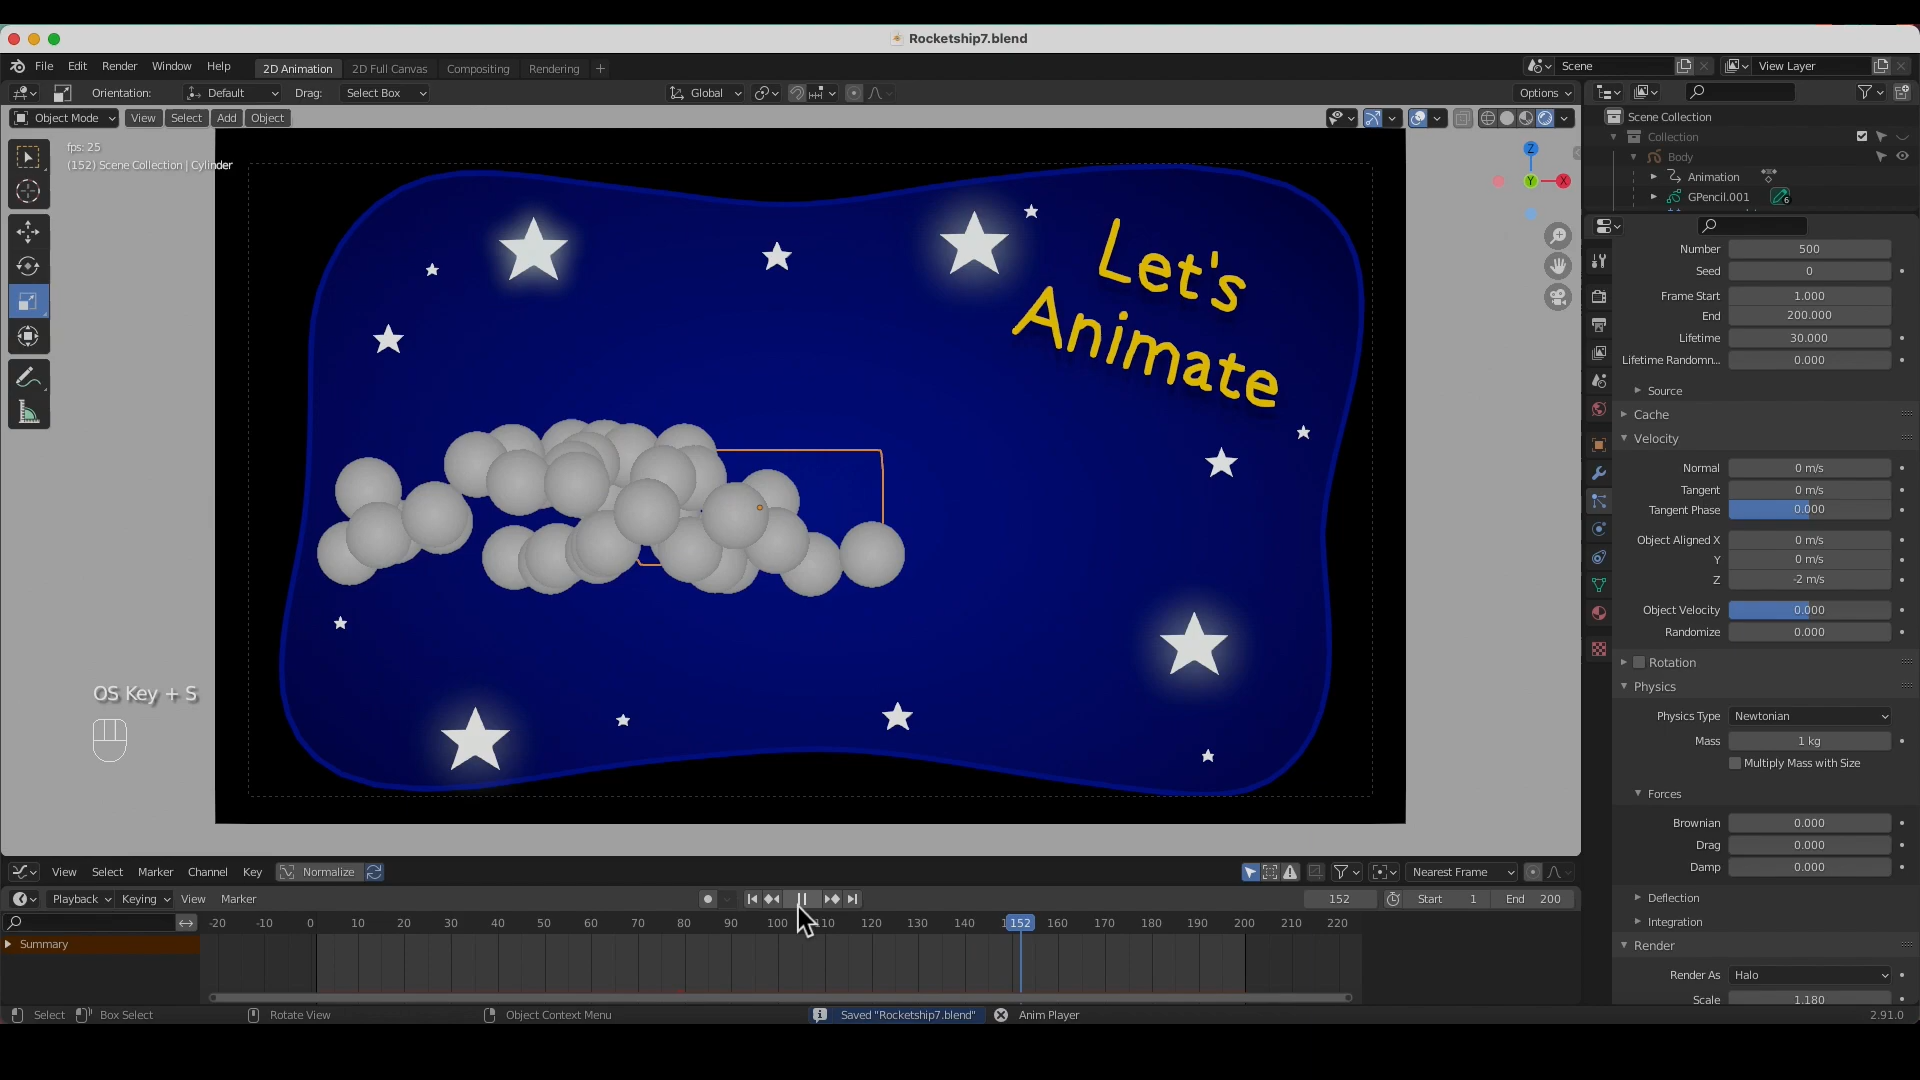 Rocketship7.blend
File Edit Render Window Help 2D Animation 2D Full Canvas Compositing Rendering + Scene View Layer
Orientation: Default Drag: Select Box Global Options
Object Mode View Select Add Object
fps: 25
(152) Scene Collection | Cylinder
Scene Collection
Collection
Body
Animation
GPencil.001 6
Z
Y X
Let's
Animate
Number 500
Seed 0
Frame Start 1.000
End 200.000
Lifetime 30.000
Lifetime Randomn... 0.000
Source
Cache
Velocity
Normal 0 m/s
Tangent 0 m/s
Tangent Phase 0.000
Object Aligned X 0 m/s
Y 0 m/s
Z -2 m/s
Object Velocity 0.000
Randomize 0.000
Rotation
Physics
Physics Type Newtonian
Mass 1 kg
Multiply Mass with Size
Forces
Brownian 0.000
Drag 0.000
Damp 0.000
Deflection
Integration
Render
Render As Halo
Scale 1.180
OS Key + S
View Select Marker Channel Key Normalize Nearest Frame
Playback Keying View Marker 152 Start 1 End 200
-20 -10 0 10 20 30 40 50 60 70 80 90 100 110 120 130 140 152 160 170 180 190 200 210 220
Summary
Select Box Select Rotate View Object Context Menu Saved "Rocketship7.blend" Anim Player 2.91.0